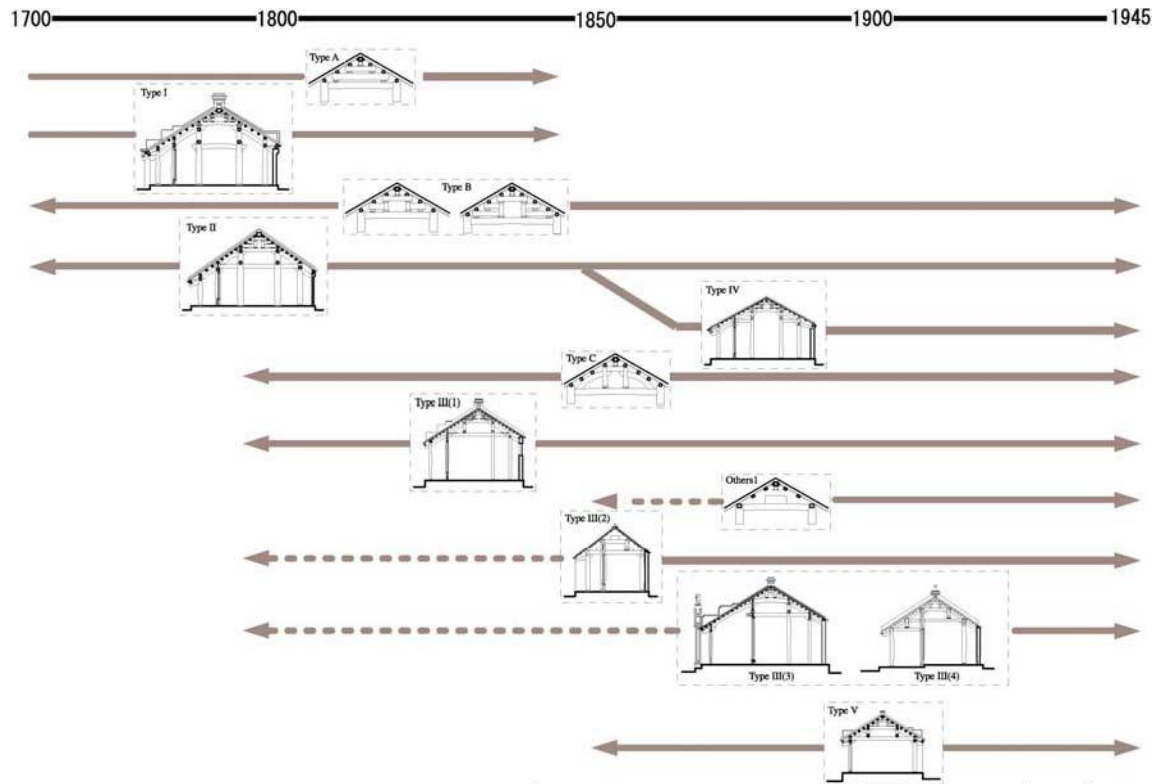 1700 1800 1850 1900 1945
Type A
Type I
Type B
Type II
Type IV
Type C
Type III(1)
Others1
Type III(2)
Type III(3) Type III(4)
Type V